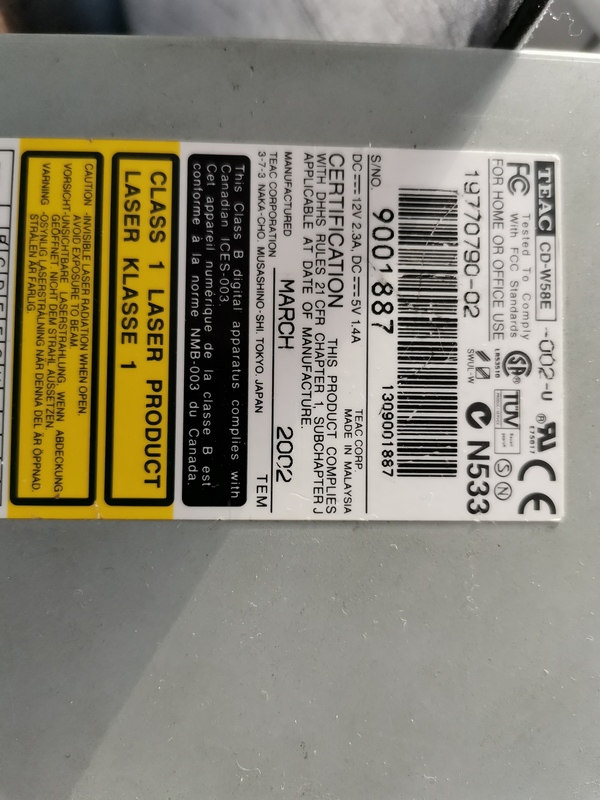 TEAC CD-W58E -002-U
FC Tested To Comply
With FCC Standards
FOR HOME OR OFFICE USE
19770790-02
LR53510
SWUL-W
TÜV
S N
E75017
CE
N533
1309001887
S/NO. 9001887
TEAC CORP.
MADE IN MALAYSIA
DC 12V 2.3A, DC 5V 1.4A
CERTIFICATION THIS PRODUCT COMPLIES
WITH DHHS RULES 21 CFR CHAPTER 1, SUBCHAPTER J
APPLICABLE AT DATE OF MANUFACTURE.
MANUFACTURED MARCH 2002
TEAC CORPORATION TEM
3-7-3 NAKA-CHO, MUSASHINO-SHI, TOKYO, JAPAN
This Class B digital apparatus complies with
Canadian ICES-003.
Cet appareil numérique de la classe B est
conforme à la norme NMB-003 du Canada.
CLASS 1 LASER PRODUCT
LASER KLASSE 1
CAUTION -INVISIBLE LASER RADIATION WHEN OPEN.
AVOID EXPOSURE TO BEAM.
VORSICHT-UNSICHTBARE LASERSTRAHLUNG, WENN ABDECKUNG
GEÖFFNET NICHT DEM STRAHL AUSSETZEN.
VARNING -OSYNLIG LASERSTRÅLNING NÄR DENNA DEL ÄR ÖPPNAD.
STRÅLEN ÄR FARLIG.